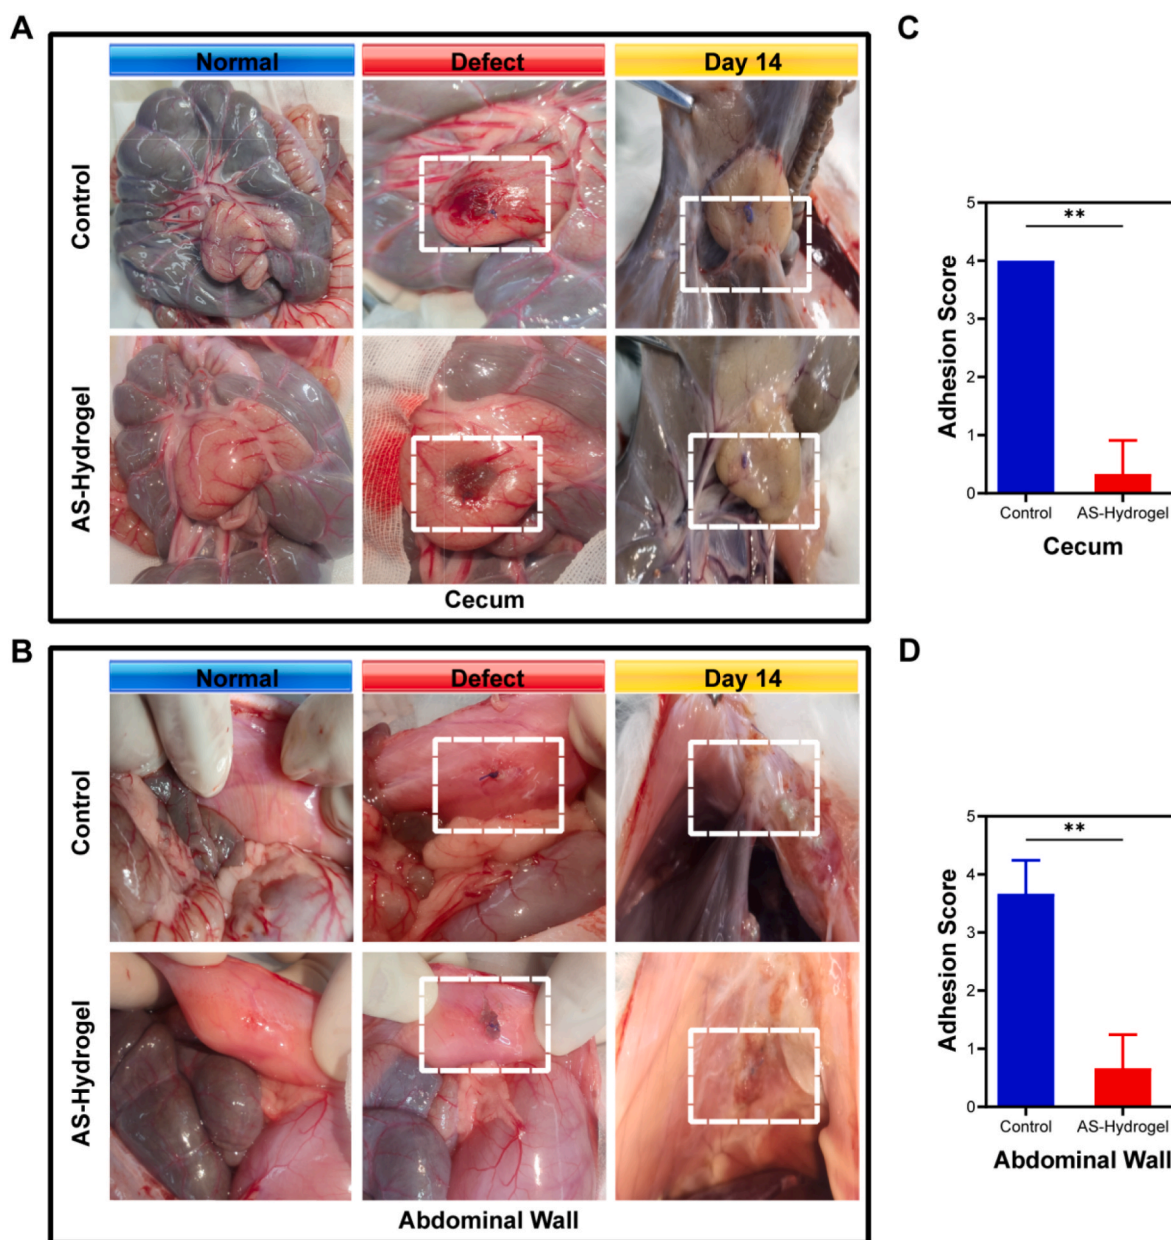 A
Normal
Defect
Day 14
Control
AS-Hydrogel
Cecum
B
Normal
Defect
Day 14
Control
AS-Hydrogel
Abdominal Wall
C
**
Adhesion Score
5
4
3
2
1
0
Control
AS-Hydrogel
Cecum
D
**
Adhesion Score
5
4
3
2
1
0
Control
AS-Hydrogel
Abdominal Wall